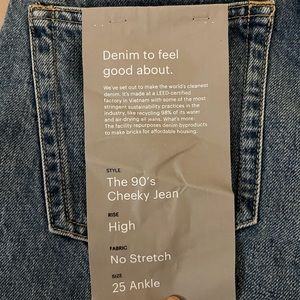 Denim to feel
good about.
We've set out to make the world's cleanest
denim. It's made at a LEED-certified
factory in Vietnam with some of the most
stringent sustainability practices in the
industry, like recycling 98% of its water
and air-drying all jeans. What's more:
The facility repurposes denim byproducts
to make bricks for affordable housing.
STYLE
The 90's
Cheeky Jean
RISE
High
FABRIC
No Stretch
SIZE
25 Ankle